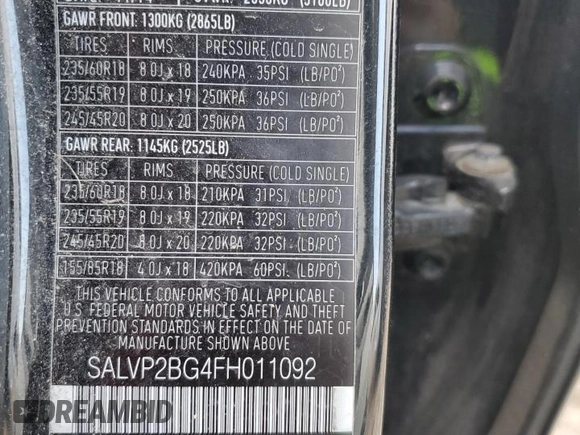 GAWR FRONT: 1300KG (2865LB)
TIRES RIMS PRESSURE (COLD SINGLE)
235/60R18 8.0J x 18 240KPA 35PSI (LB/PO²)
235/55R19 8.0J x 19 250KPA 36PSI (LB/PO²)
245/45R20 8.0J x 20 250KPA 36PSI (LB/PO²)
GAWR REAR: 1145KG (2525LB)
TIRES RIMS PRESSURE (COLD SINGLE)
235/60R18 8.0J x 18 210KPA 31PSI (LB/PO²)
235/55R19 8.0J x 19 220KPA 32PSI (LB/PO²)
245/45R20 8.0J x 20 220KPA 32PSI (LB/PO²)
155/85R18 4.0J x 18 420KPA 60PSI (LB/PO²)
THIS VEHICLE CONFORMS TO ALL APPLICABLE
U.S. FEDERAL MOTOR VEHICLE SAFETY AND THEFT
PREVENTION STANDARDS IN EFFECT ON THE DATE OF
MANUFACTURE SHOWN ABOVE
SALVP2BG4FH011092
DREAMBID